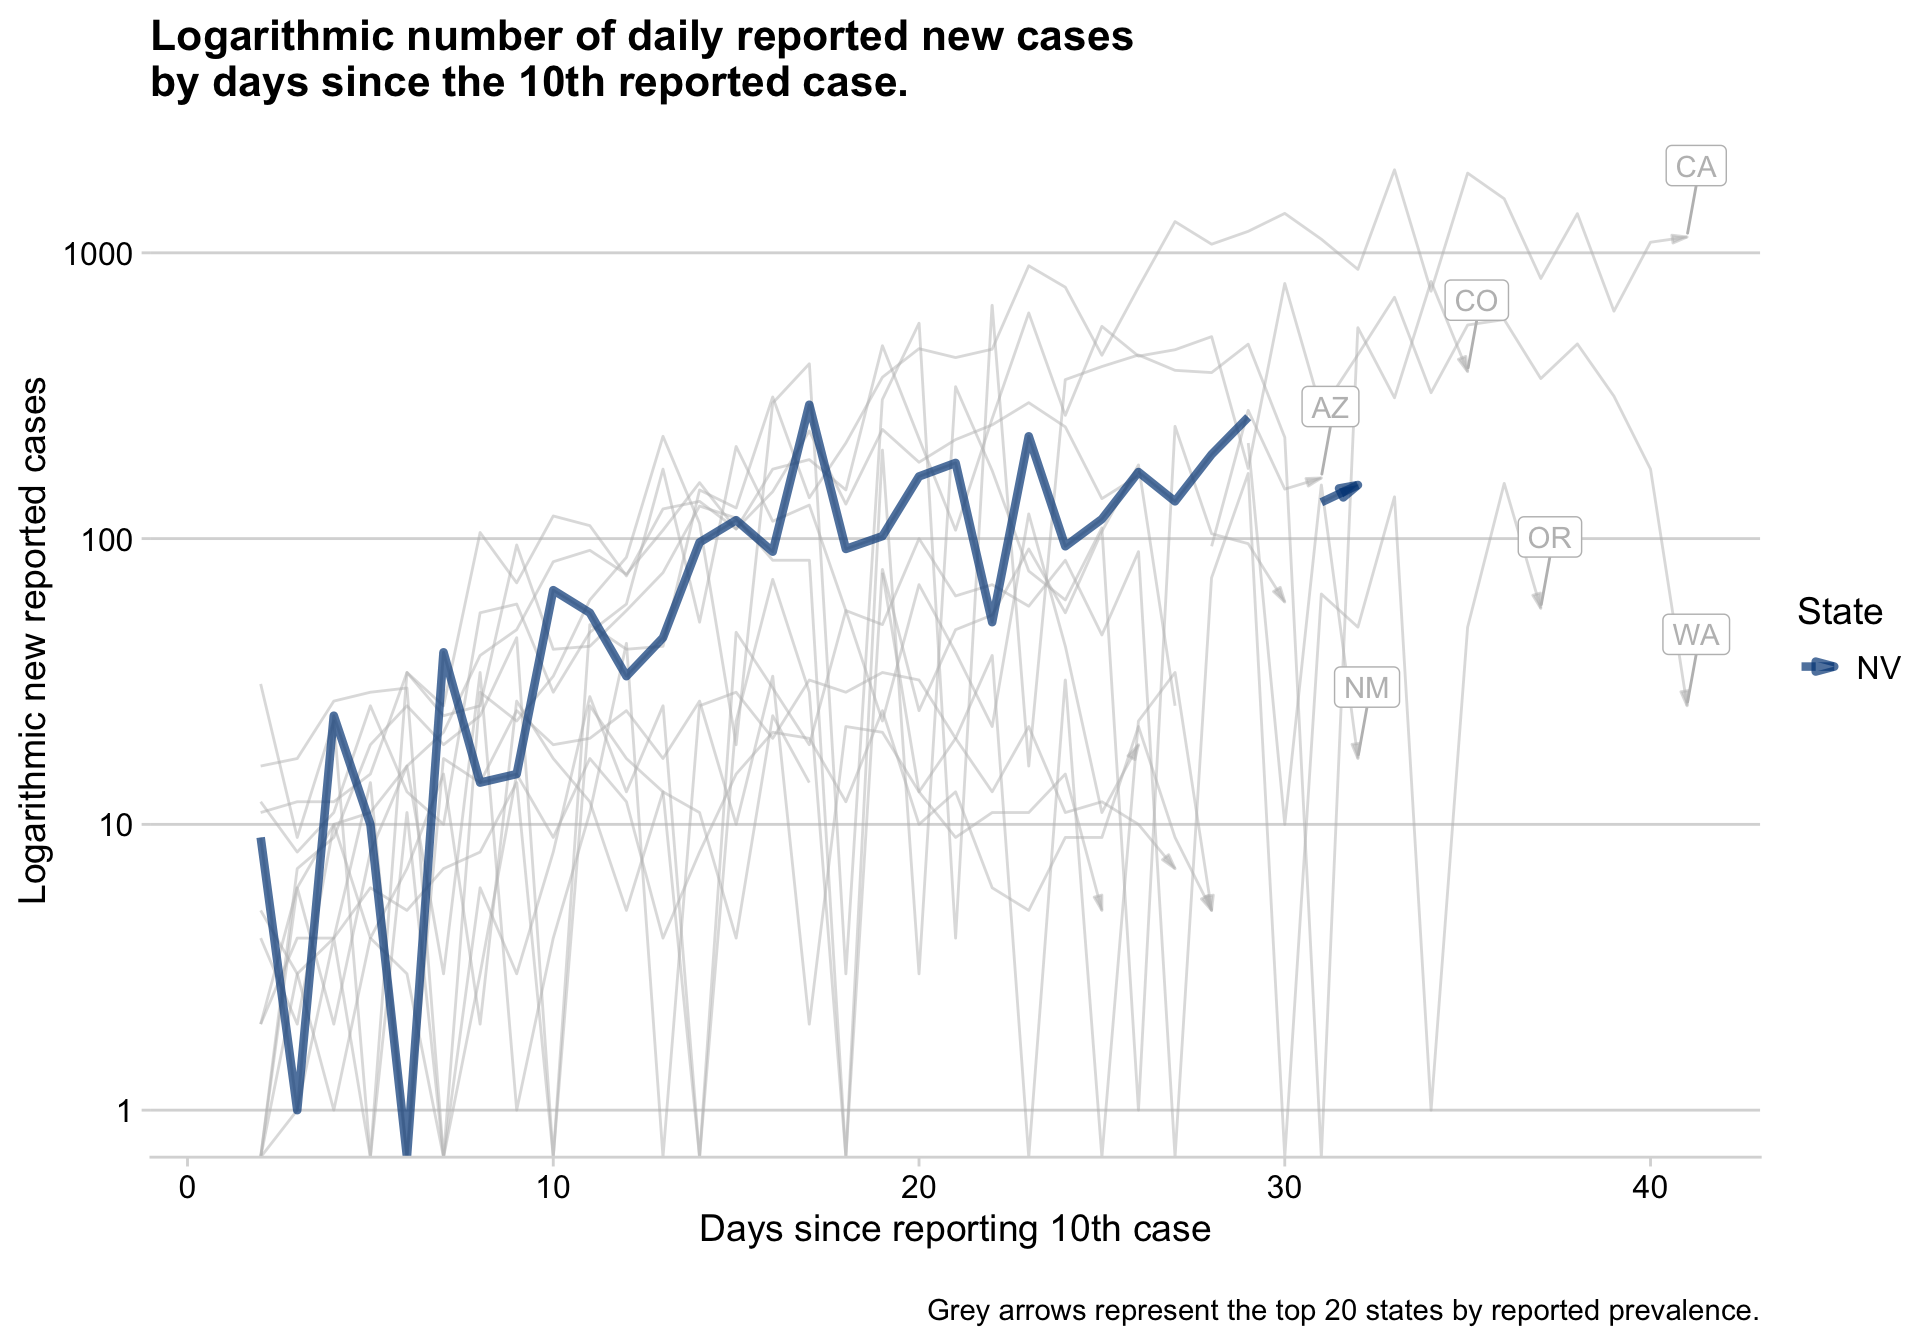 Logarithmic number of daily reported new cases
by days since the 10th reported case.
Logarithmic new reported cases
1000
100
10
1
CA
CO
AZ
OR
WA
NM
State
NV
0
10
20
30
40
Days since reporting 10th case
Grey arrows represent the top 20 states by reported prevalence.